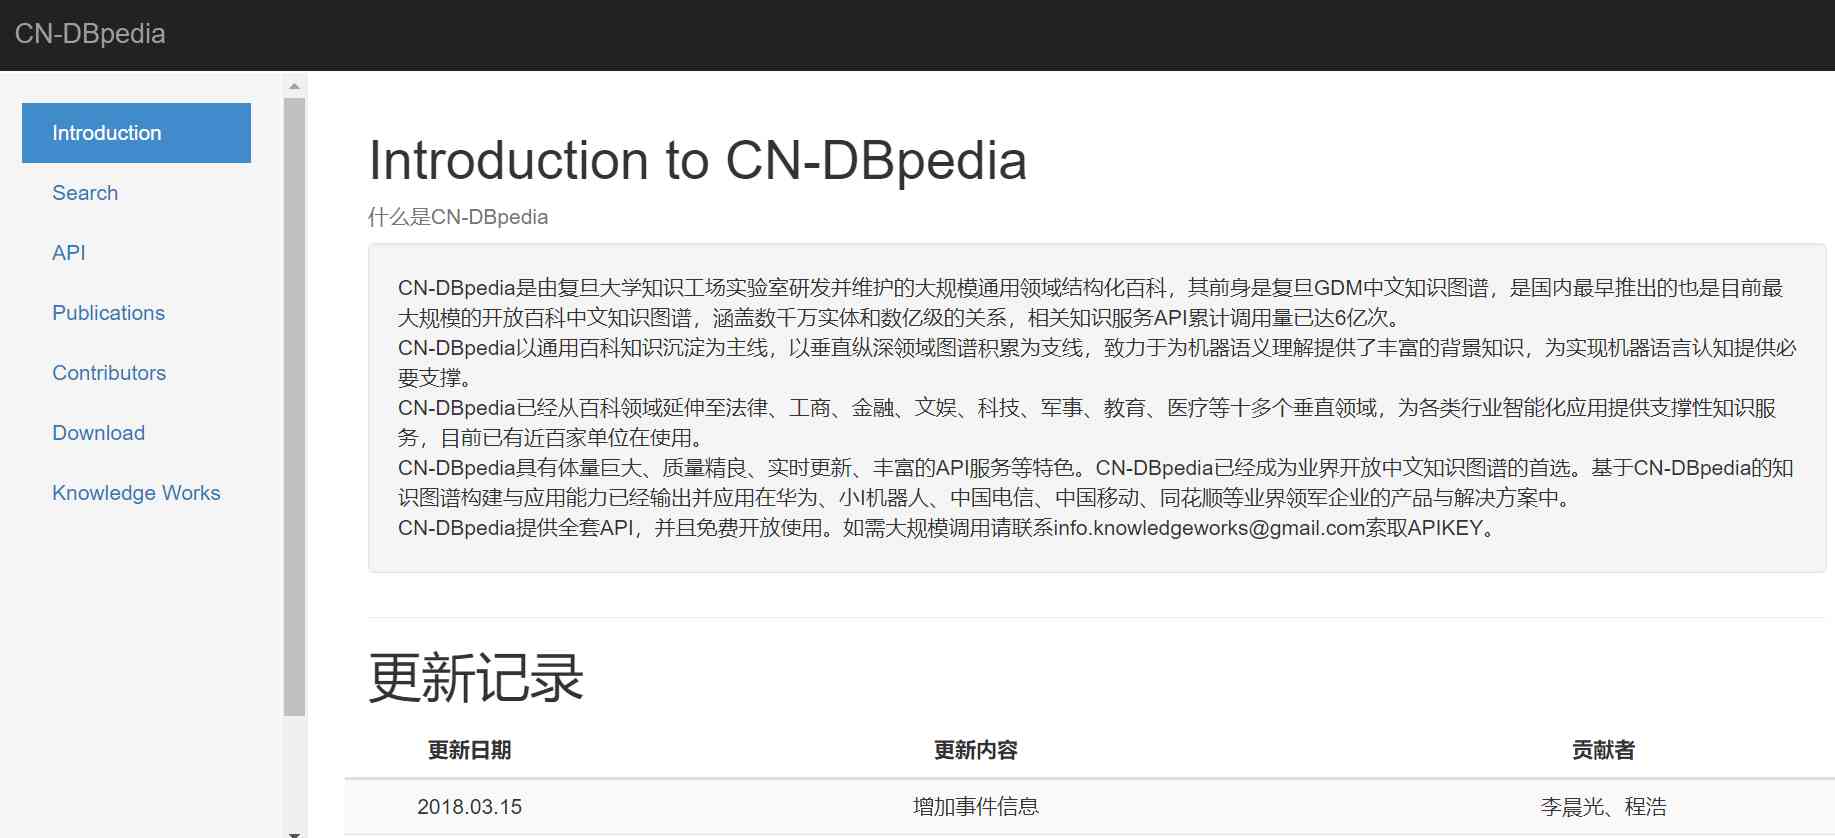 CN-DBpedia
Introduction
Search
API
Publications
Contributors
Download
Knowledge Works
Introduction to CN-DBpedia
什么是CN-DBpedia
CN-DBpedia是由复旦大学知识工场实验室研发并维护的大规模通用领域结构化百科，其前身是复旦GDM中文知识图谱，是国内最早推出的也是目前最
大规模的开放百科中文知识图谱，涵盖数千万实体和数亿级的关系，相关知识服务API累计调用量已达6亿次。
CN-DBpedia以通用百科知识沉淀为主线，以垂直纵深领域图谱积累为支线，致力于为机器语义理解提供了丰富的背景知识，为实现机器语言认知提供必
要支撑。
CN-DBpedia已经从百科领域延伸至法律、工商、金融、文娱、科技、军事、教育、医疗等十多个垂直领域，为各类行业智能化应用提供支撑性知识服
务，目前已有近百家单位在使用。
CN-DBpedia具有体量巨大、质量精良、实时更新、丰富的API服务等特色。CN-DBpedia已经成为业界开放中文知识图谱的首选。基于CN-DBpedia的知
识图谱构建与应用能力已经输出并应用在华为、小I机器人、中国电信、中国移动、同花顺等业界领军企业的产品与解决方案中。
CN-DBpedia提供全套API，并且免费开放使用。如需大规模调用请联系info.knowledgeworks@gmail.com索取APIKEY。
更新记录
更新日期 更新内容 贡献者
2018.03.15 增加事件信息 李晨光、程浩